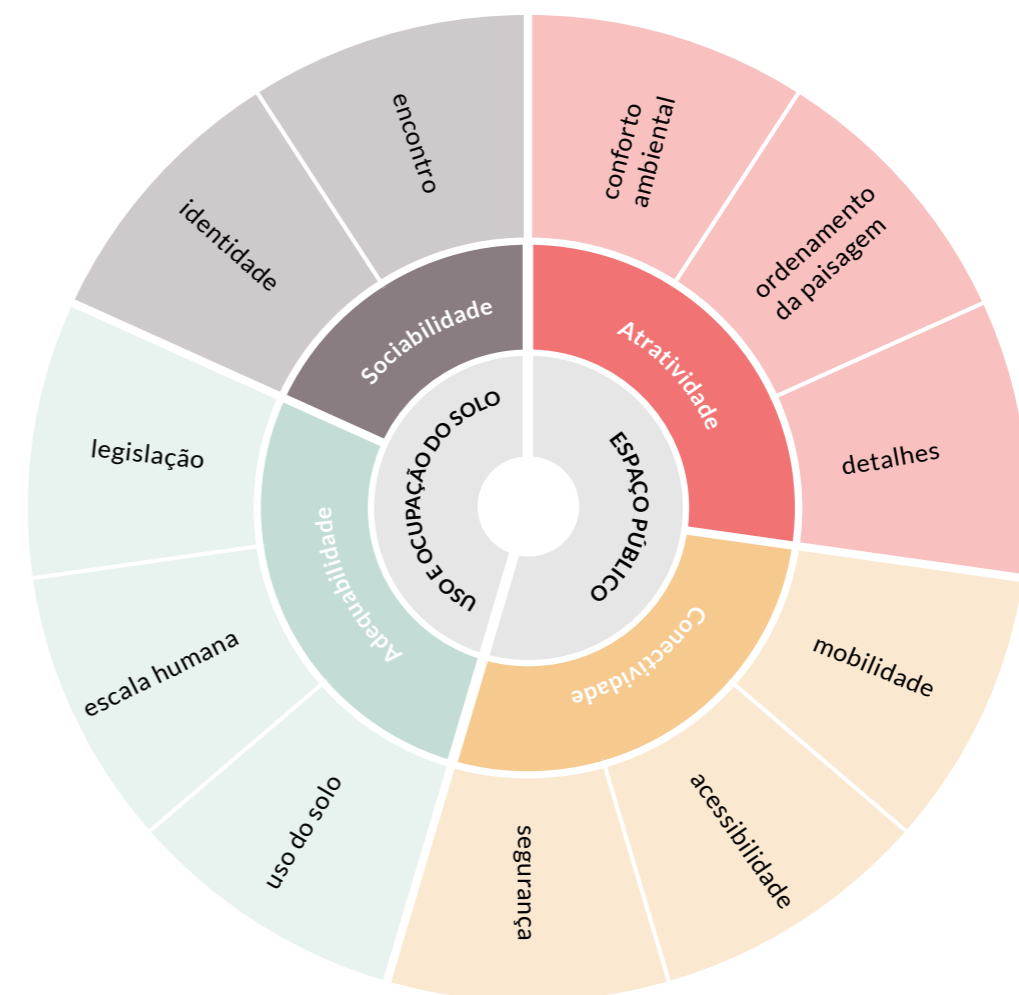 ESPAÇO PÚBLICO
Atratividade
conforto
ambiental
ordenamento
da paisagem
detalhes
Conectividade
mobilidade
acessibilidade
segurança
USO E OCUPAÇÃO DO SOLO
Adequabilidade
uso do solo
escala humana
legislação
Sociabilidade
identidade
encontro